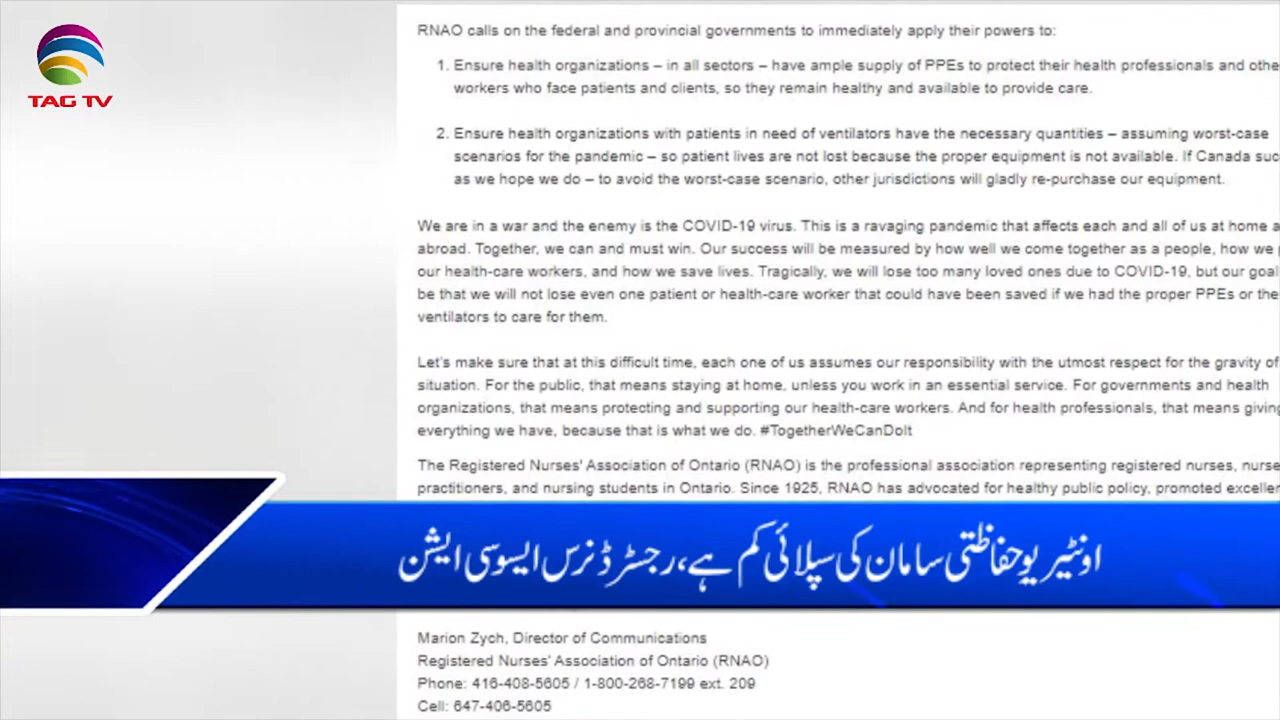 TAG TV
RNAO calls on the federal and provincial governments to immediately apply their powers to:
1. Ensure health organizations – in all sectors – have ample supply of PPEs to protect their health professionals and othe
workers who face patients and clients, so they remain healthy and available to provide care.
2. Ensure health organizations with patients in need of ventilators have the necessary quantities – assuming worst-case
scenarios for the pandemic – so patient lives are not lost because the proper equipment is not available. If Canada suc
as we hope we do – to avoid the worst-case scenario, other jurisdictions will gladly re-purchase our equipment.
We are in a war and the enemy is the COVID-19 virus. This is a ravaging pandemic that affects each and all of us at home a
abroad. Together, we can and must win. Our success will be measured by how well we come together as a people, how we p
our health-care workers, and how we save lives. Tragically, we will lose too many loved ones due to COVID-19, but our goal
be that we will not lose even one patient or health-care worker that could have been saved if we had the proper PPEs or the
ventilators to care for them.
Let's make sure that at this difficult time, each one of us assumes our responsibility with the utmost respect for the gravity of
situation. For the public, that means staying at home, unless you work in an essential service. For governments and health
organizations, that means protecting and supporting our health-care workers. And for health professionals, that means giving
everything we have, because that is what we do. #TogetherWeCanDoIt
The Registered Nurses' Association of Ontario (RNAO) is the professional association representing registered nurses, nurse
practitioners, and nursing students in Ontario. Since 1925, RNAO has advocated for healthy public policy, promoted excellen
اونٹیریو حفاظتی سامان کی سپلائی کم ہے، رجسٹرڈ نرس ایسوسی ایشن
Marion Zych, Director of Communications
Registered Nurses' Association of Ontario (RNAO)
Phone: 416-408-5605 / 1-800-268-7199 ext. 209
Cell: 647-406-5605